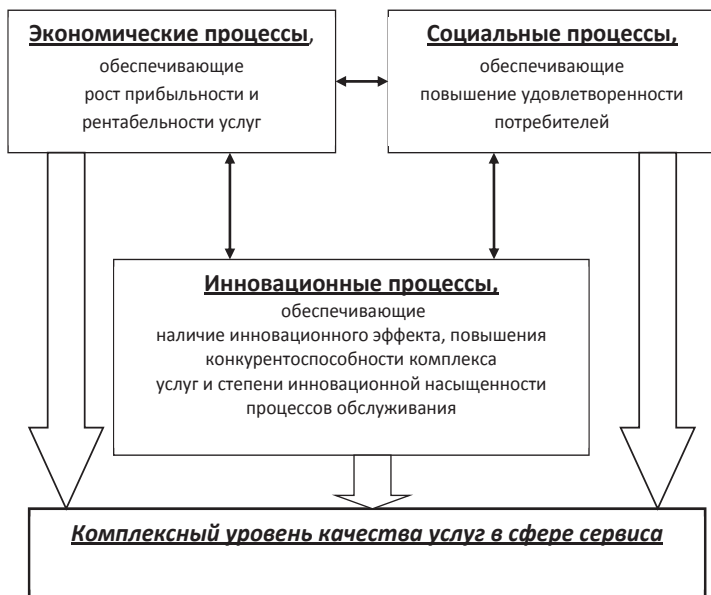 Экономические процессы,
обеспечивающие
рост прибыльности и
рентабельности услуг
Социальные процессы,
обеспечивающие
повышение удовлетворенности
потребителей
Инновационные процессы,
обеспечивающие
наличие инновационного эффекта, повышения
конкурентоспособности комплекса
услуг и степени инновационной насыщенности
процессов обслуживания
Комплексный уровень качества услуг в сфере сервиса